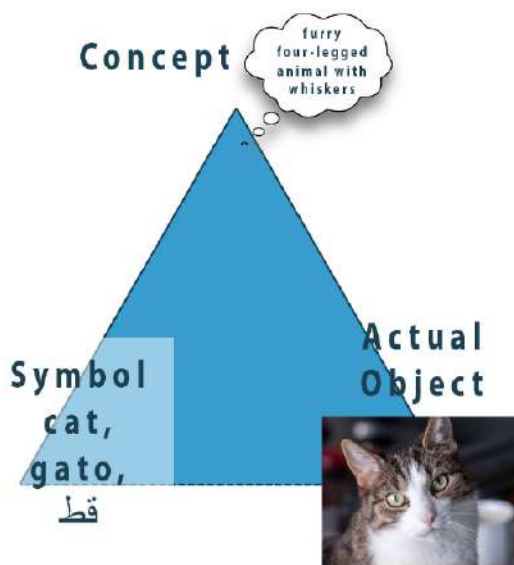 Concept
furry
four-legged
animal with
whiskers
Actual
Object
Symbol
cat,
gato,
قط